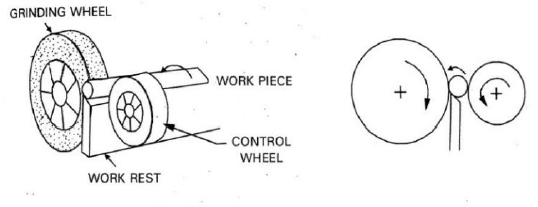 GRINDING WHEEL
WORK PIECE
CONTROL
WHEEL
WORK REST